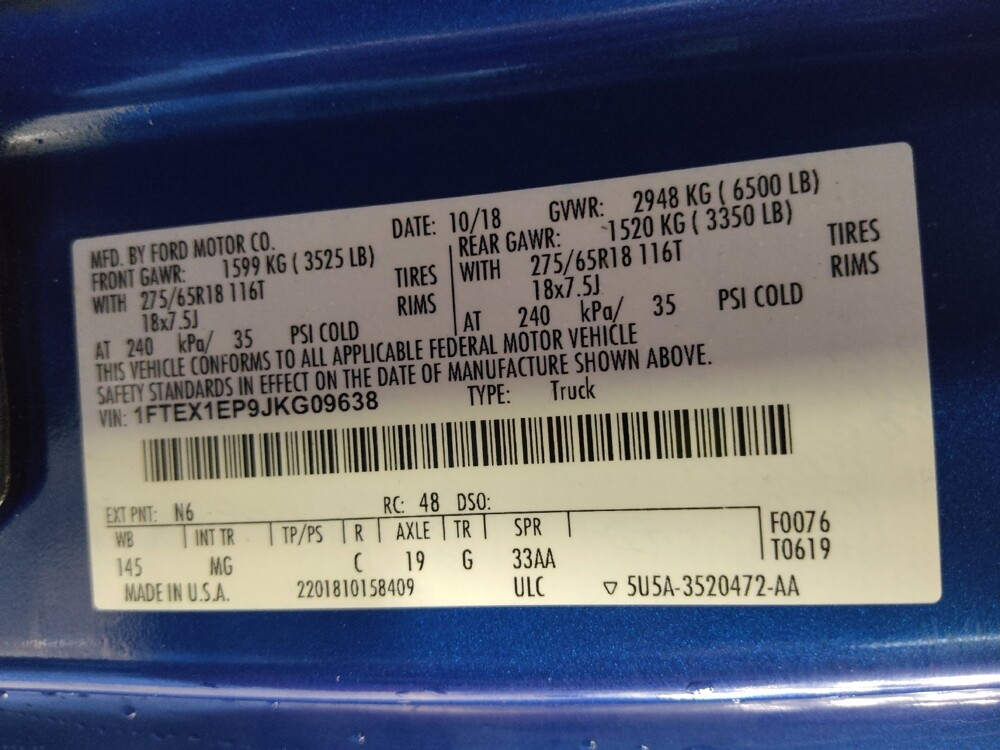 MFD. BY FORD MOTOR CO. DATE: 10/18 GVWR: 2948 KG ( 6500 LB)
FRONT GAWR: 1599 KG ( 3525 LB) REAR GAWR: 1520 KG ( 3350 LB)
WITH 275/65R18 116T TIRES WITH 275/65R18 116T TIRES
18x7.5J RIMS 18x7.5J RIMS
AT 240 kPa/ 35 PSI COLD AT 240 kPa/ 35 PSI COLD
THIS VEHICLE CONFORMS TO ALL APPLICABLE FEDERAL MOTOR VEHICLE
SAFETY STANDARDS IN EFFECT ON THE DATE OF MANUFACTURE SHOWN ABOVE.
VIN: 1FTEX1EP9JKG09638 TYPE: Truck
EXT PNT: N6 RC: 48 DSO:
WB INT TR TP/PS R AXLE TR SPR F0076
145 MG C 19 G 33AA T0619
MADE IN U.S.A. 2201810158409 ULC ▽ 5U5A-3520472-AA